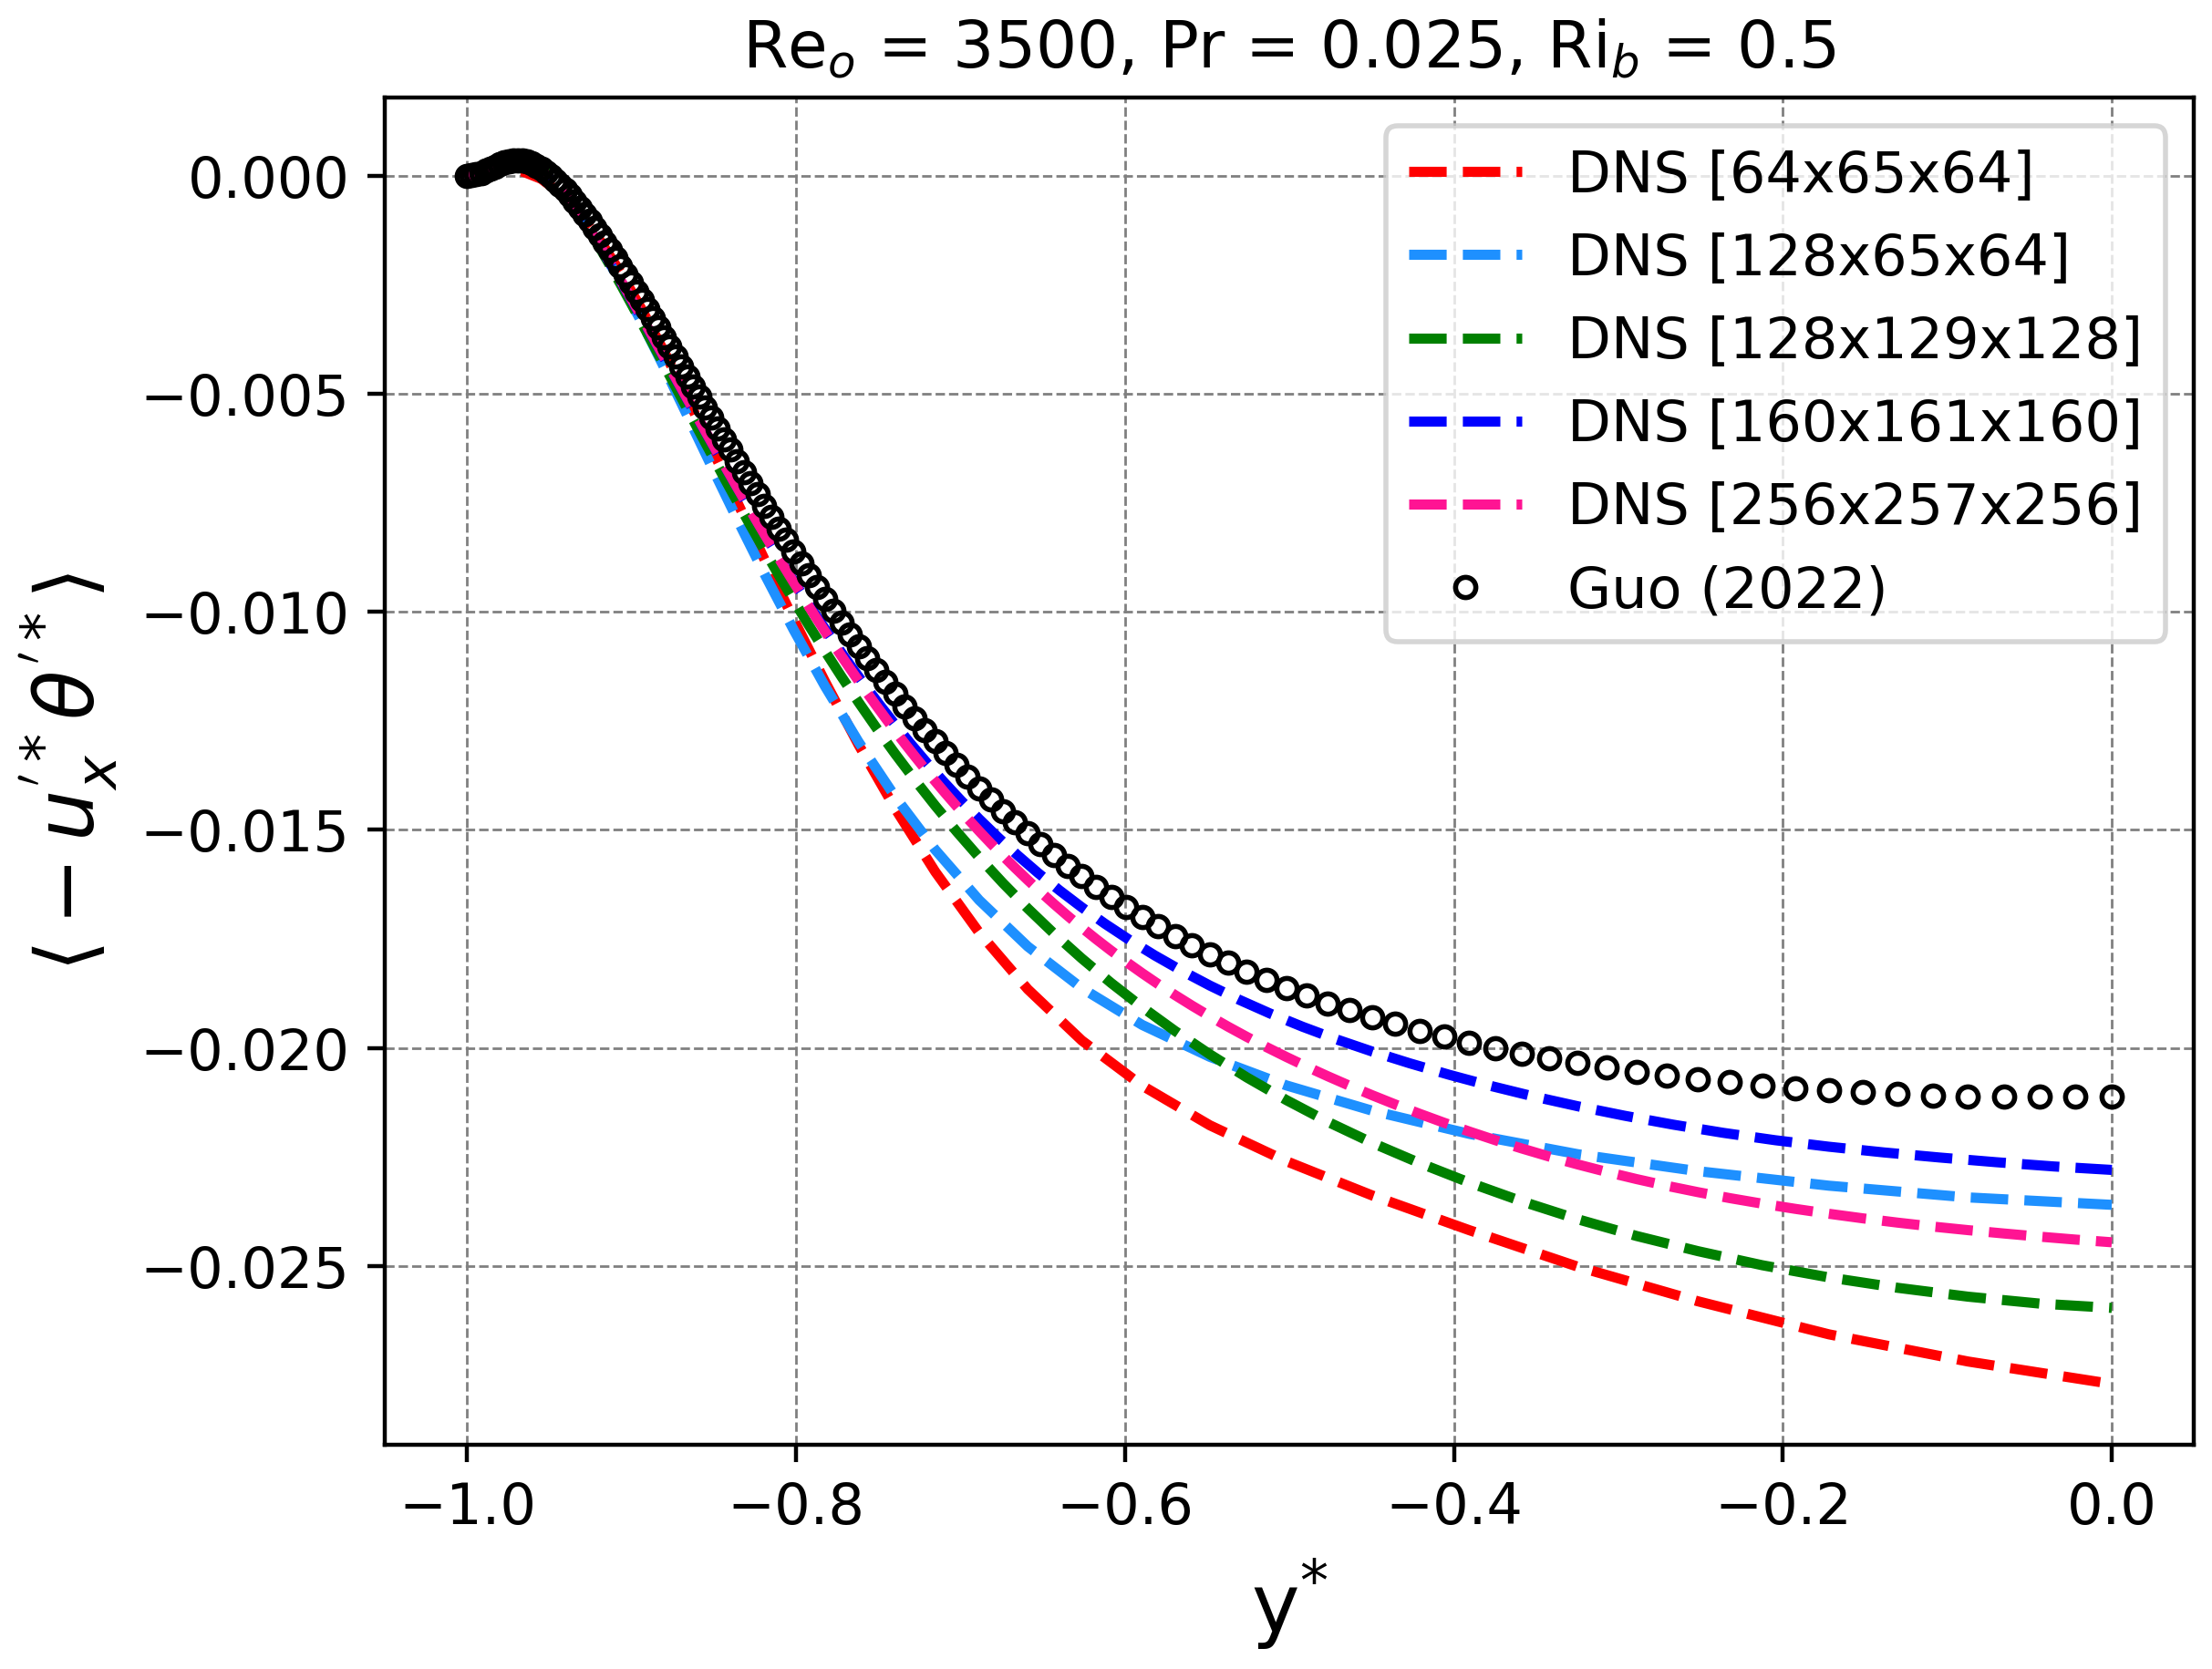 Re_o = 3500, Pr = 0.025, Ri_b = 0.5
⟨ − u_x′* θ′* ⟩
0.000
−0.005
−0.010
−0.015
−0.020
−0.025
DNS [64x65x64]
DNS [128x65x64]
DNS [128x129x128]
DNS [160x161x160]
DNS [256x257x256]
Guo (2022)
−1.0 −0.8 −0.6 −0.4 −0.2 0.0
y*